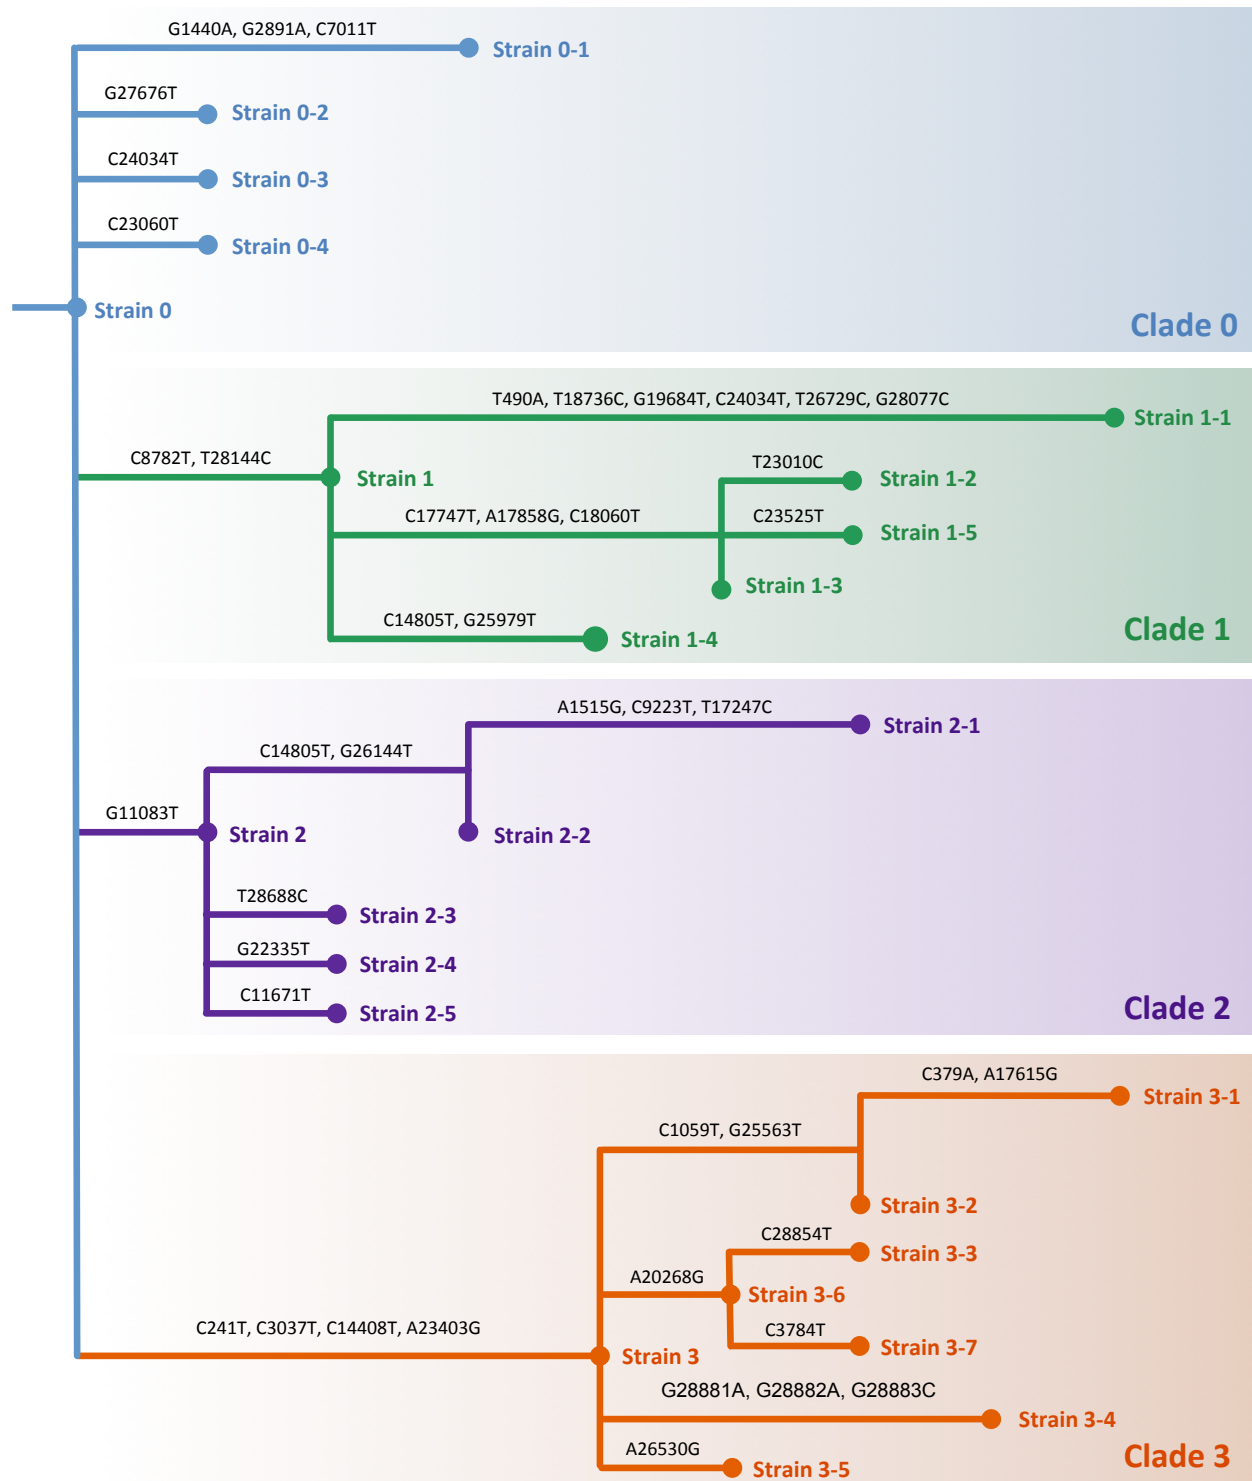 G1440A, G2891A, C7011T
Strain 0-1
G27676T
Strain 0-2
C24034T
Strain 0-3
C23060T
Strain 0-4
Strain 0
Clade 0
T490A, T18736C, G19684T, C24034T, T26729C, G28077C
Strain 1-1
C8782T, T28144C
Strain 1
T23010C
Strain 1-2
C17747T, A17858G, C18060T
C23525T
Strain 1-5
Strain 1-3
C14805T, G25979T
Strain 1-4
Clade 1
A1515G, C9223T, T17247C
Strain 2-1
C14805T, G26144T
G11083T
Strain 2
Strain 2-2
T28688C
Strain 2-3
G22335T
Strain 2-4
C11671T
Strain 2-5
Clade 2
C379A, A17615G
Strain 3-1
C1059T, G25563T
Strain 3-2
C28854T
Strain 3-3
A20268G
Strain 3-6
C3784T
Strain 3-7
C241T, C3037T, C14408T, A23403G
Strain 3
G28881A, G28882A, G28883C
Strain 3-4
A26530G
Strain 3-5
Clade 3